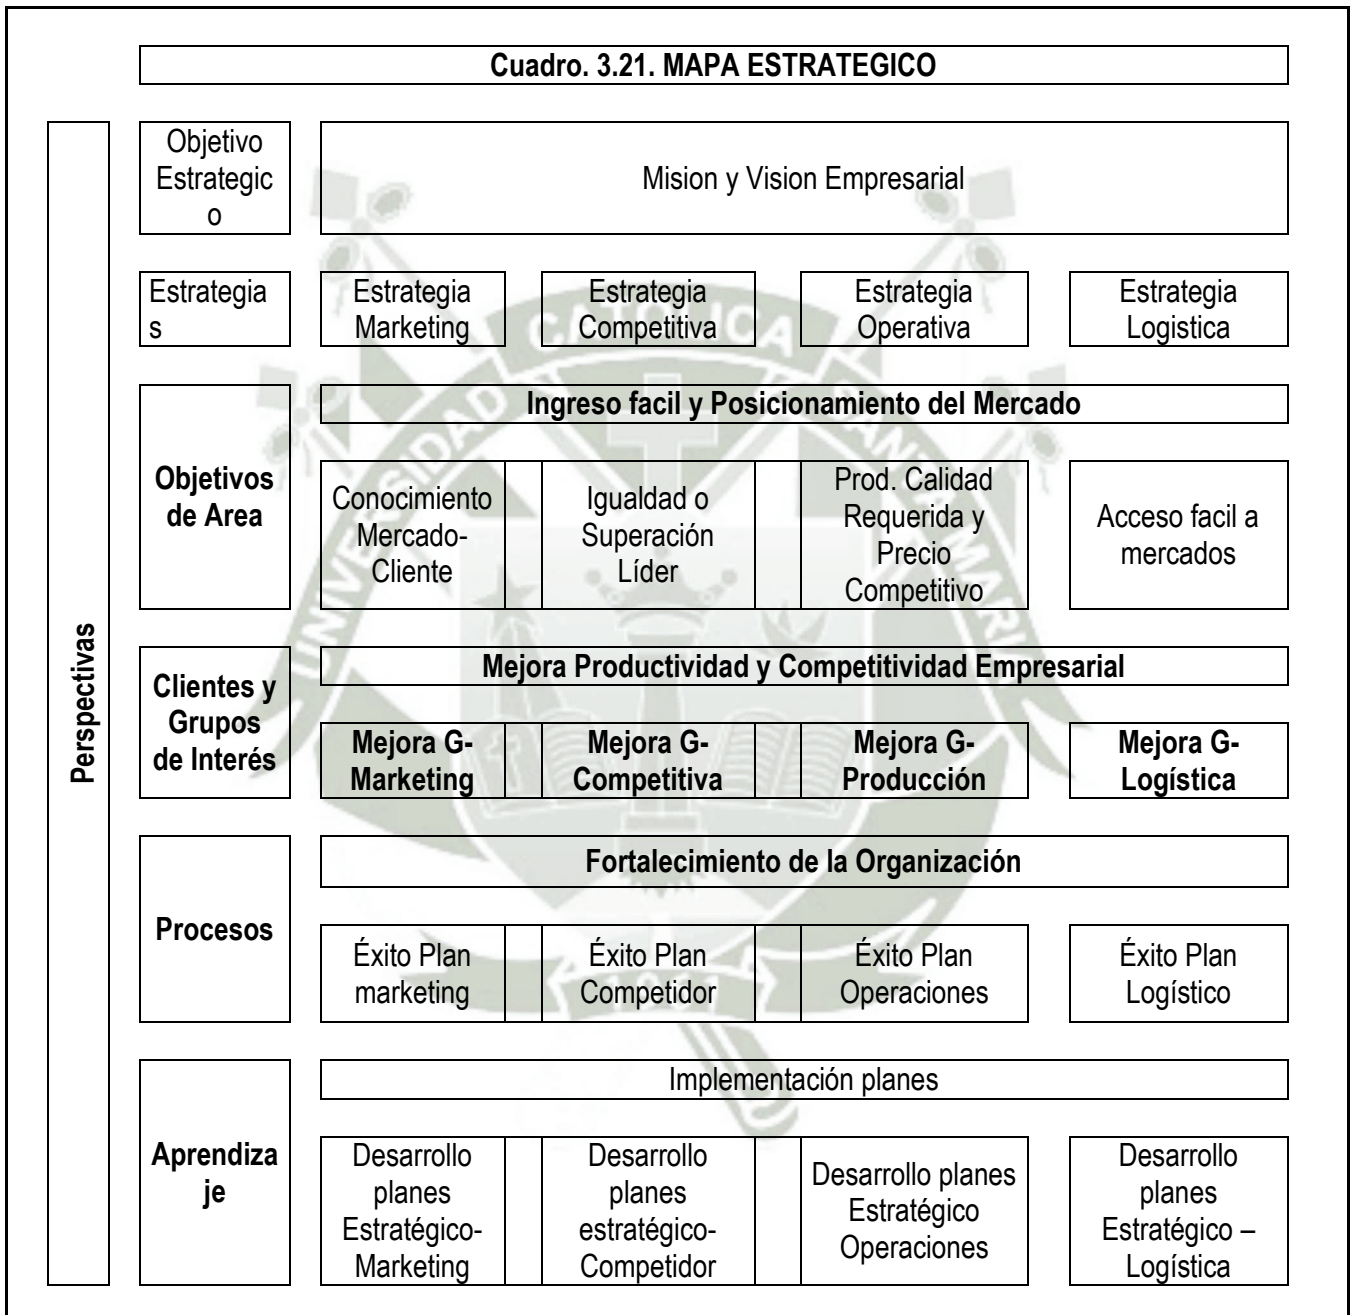 Cuadro. 3.21. MAPA ESTRATEGICO
Perspectivas
Objetivo
Estrategic
o
Mision y Vision Empresarial
Estrategia
s
Estrategia
Marketing
Estrategia
Competitiva
Estrategia
Operativa
Estrategia
Logistica
Objetivos
de Area
Ingreso facil y Posicionamiento del Mercado
Conocimiento
Mercado-
Cliente
Igualdad o
Superación
Líder
Prod. Calidad
Requerida y
Precio
Competitivo
Acceso facil a
mercados
Clientes y
Grupos
de Interés
Mejora Productividad y Competitividad Empresarial
Mejora G-
Marketing
Mejora G-
Competitiva
Mejora G-
Producción
Mejora G-
Logística
Procesos
Fortalecimiento de la Organización
Éxito Plan
marketing
Éxito Plan
Competidor
Éxito Plan
Operaciones
Éxito Plan
Logístico
Aprendiza
je
Implementación planes
Desarrollo
planes
Estratégico-
Marketing
Desarrollo
planes
estratégico-
Competidor
Desarrollo planes
Estratégico
Operaciones
Desarrollo
planes
Estratégico –
Logística
UNIVERSIDAD CATOLICA SANTA MARIA
1961